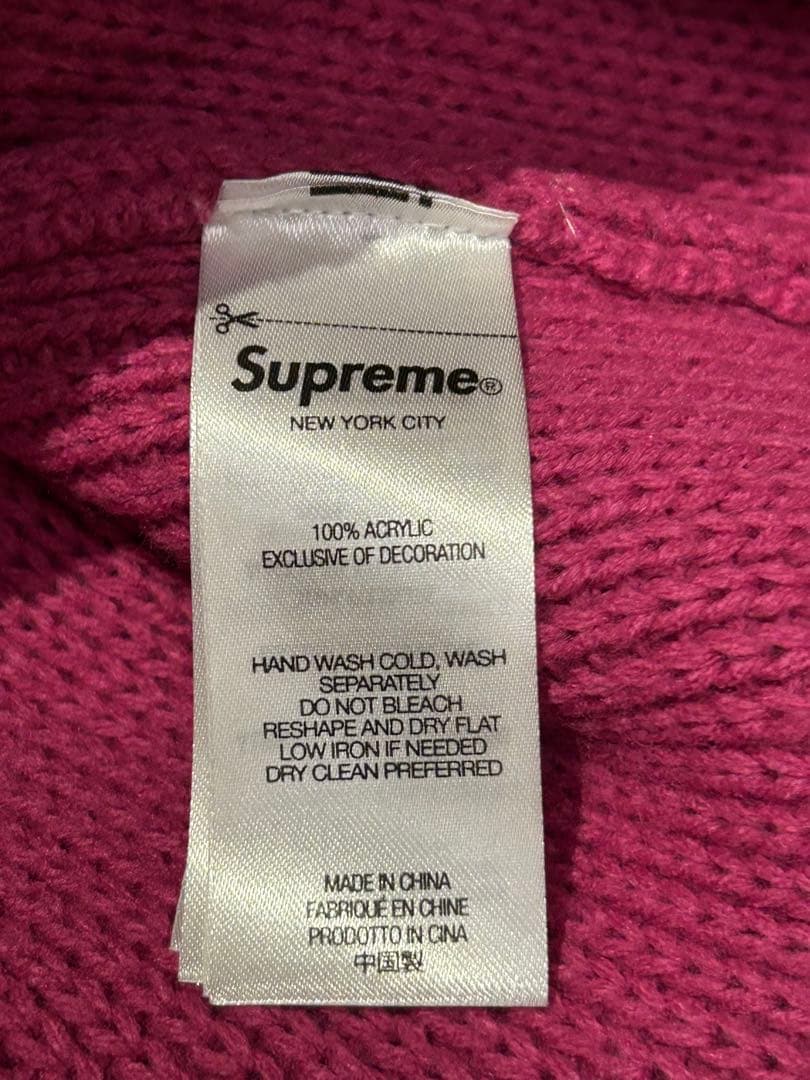 Supreme®
NEW YORK CITY
100% ACRYLIC
EXCLUSIVE OF DECORATION
HAND WASH COLD, WASH
SEPARATELY
DO NOT BLEACH
RESHAPE AND DRY FLAT
LOW IRON IF NEEDED
DRY CLEAN PREFERRED
MADE IN CHINA
FABRIQUÉ EN CHINE
PRODOTTO IN CINA
中国製